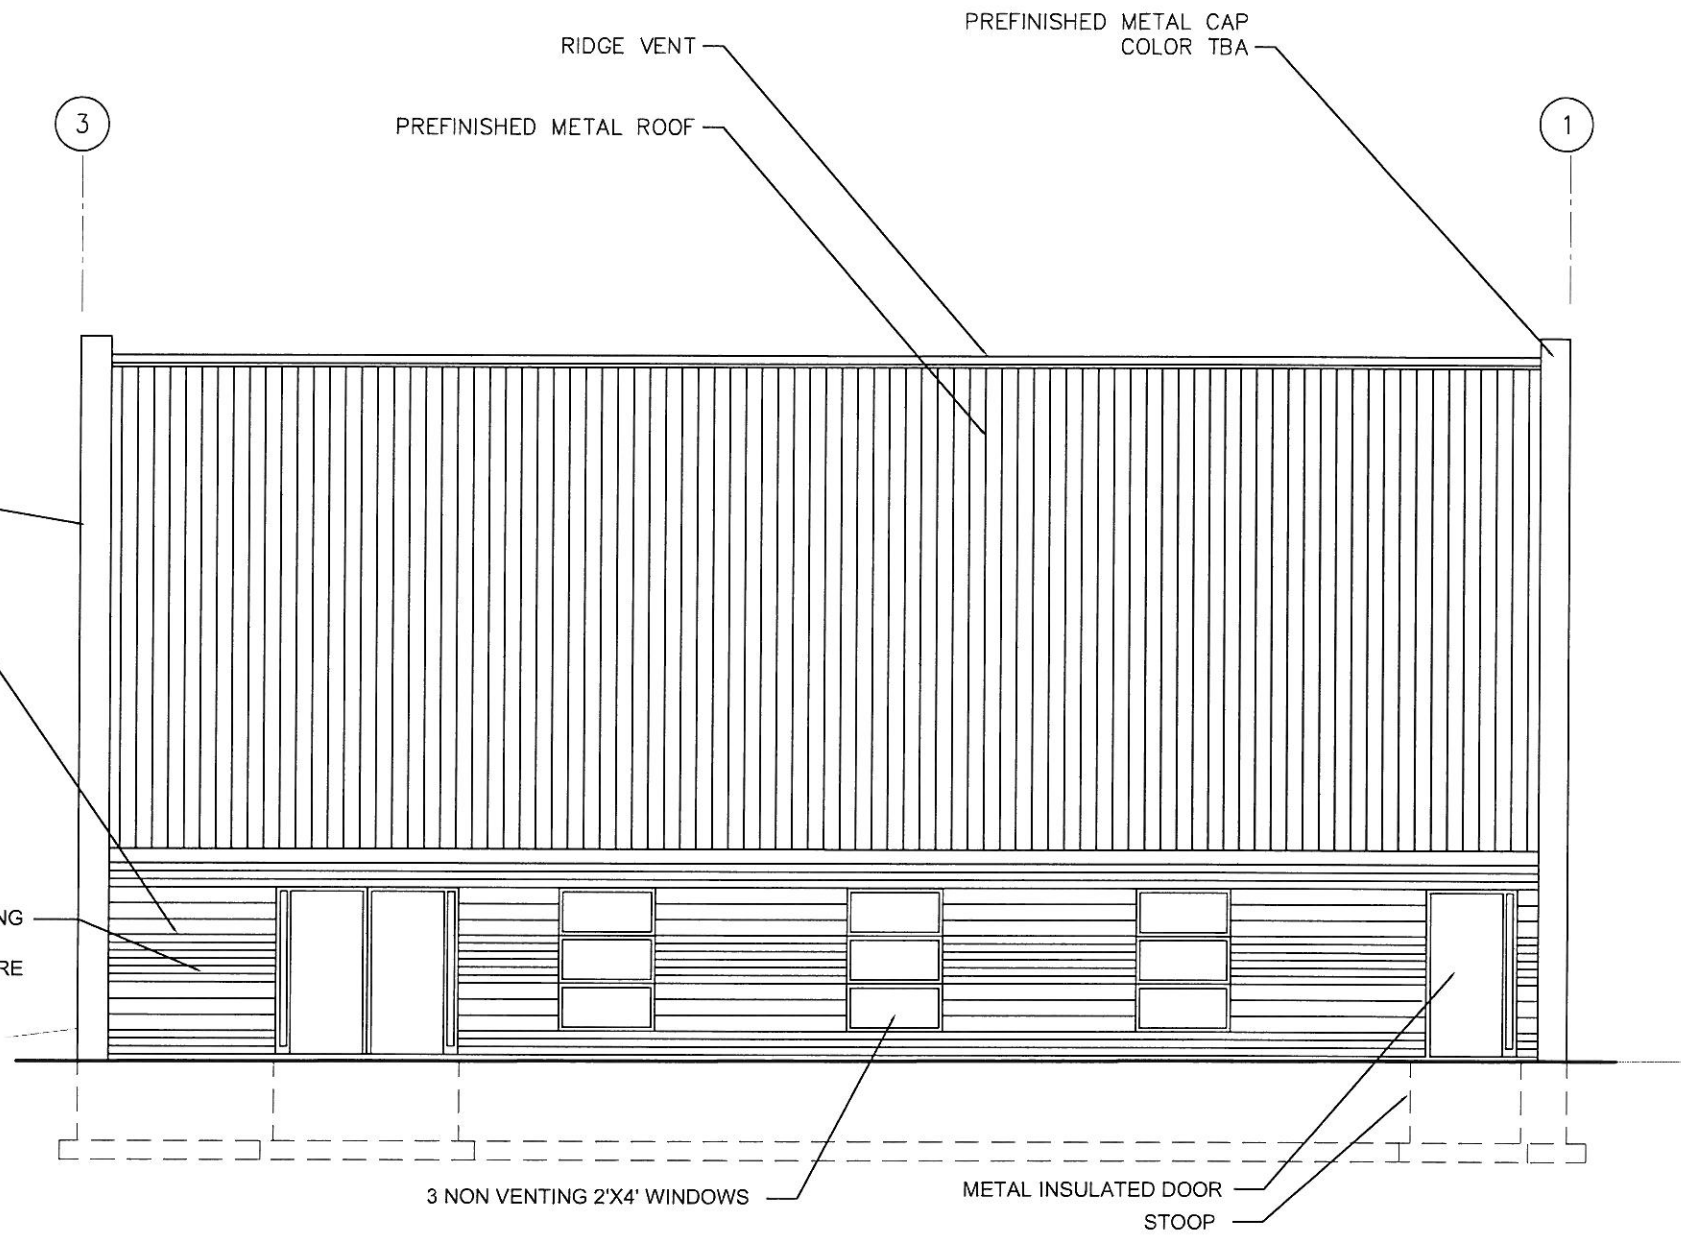 PREFINISHED METAL CAP
COLOR TBA
RIDGE VENT
PREFINISHED METAL ROOF
3
1
3 NON VENTING 2'X4' WINDOWS
METAL INSULATED DOOR
STOOP